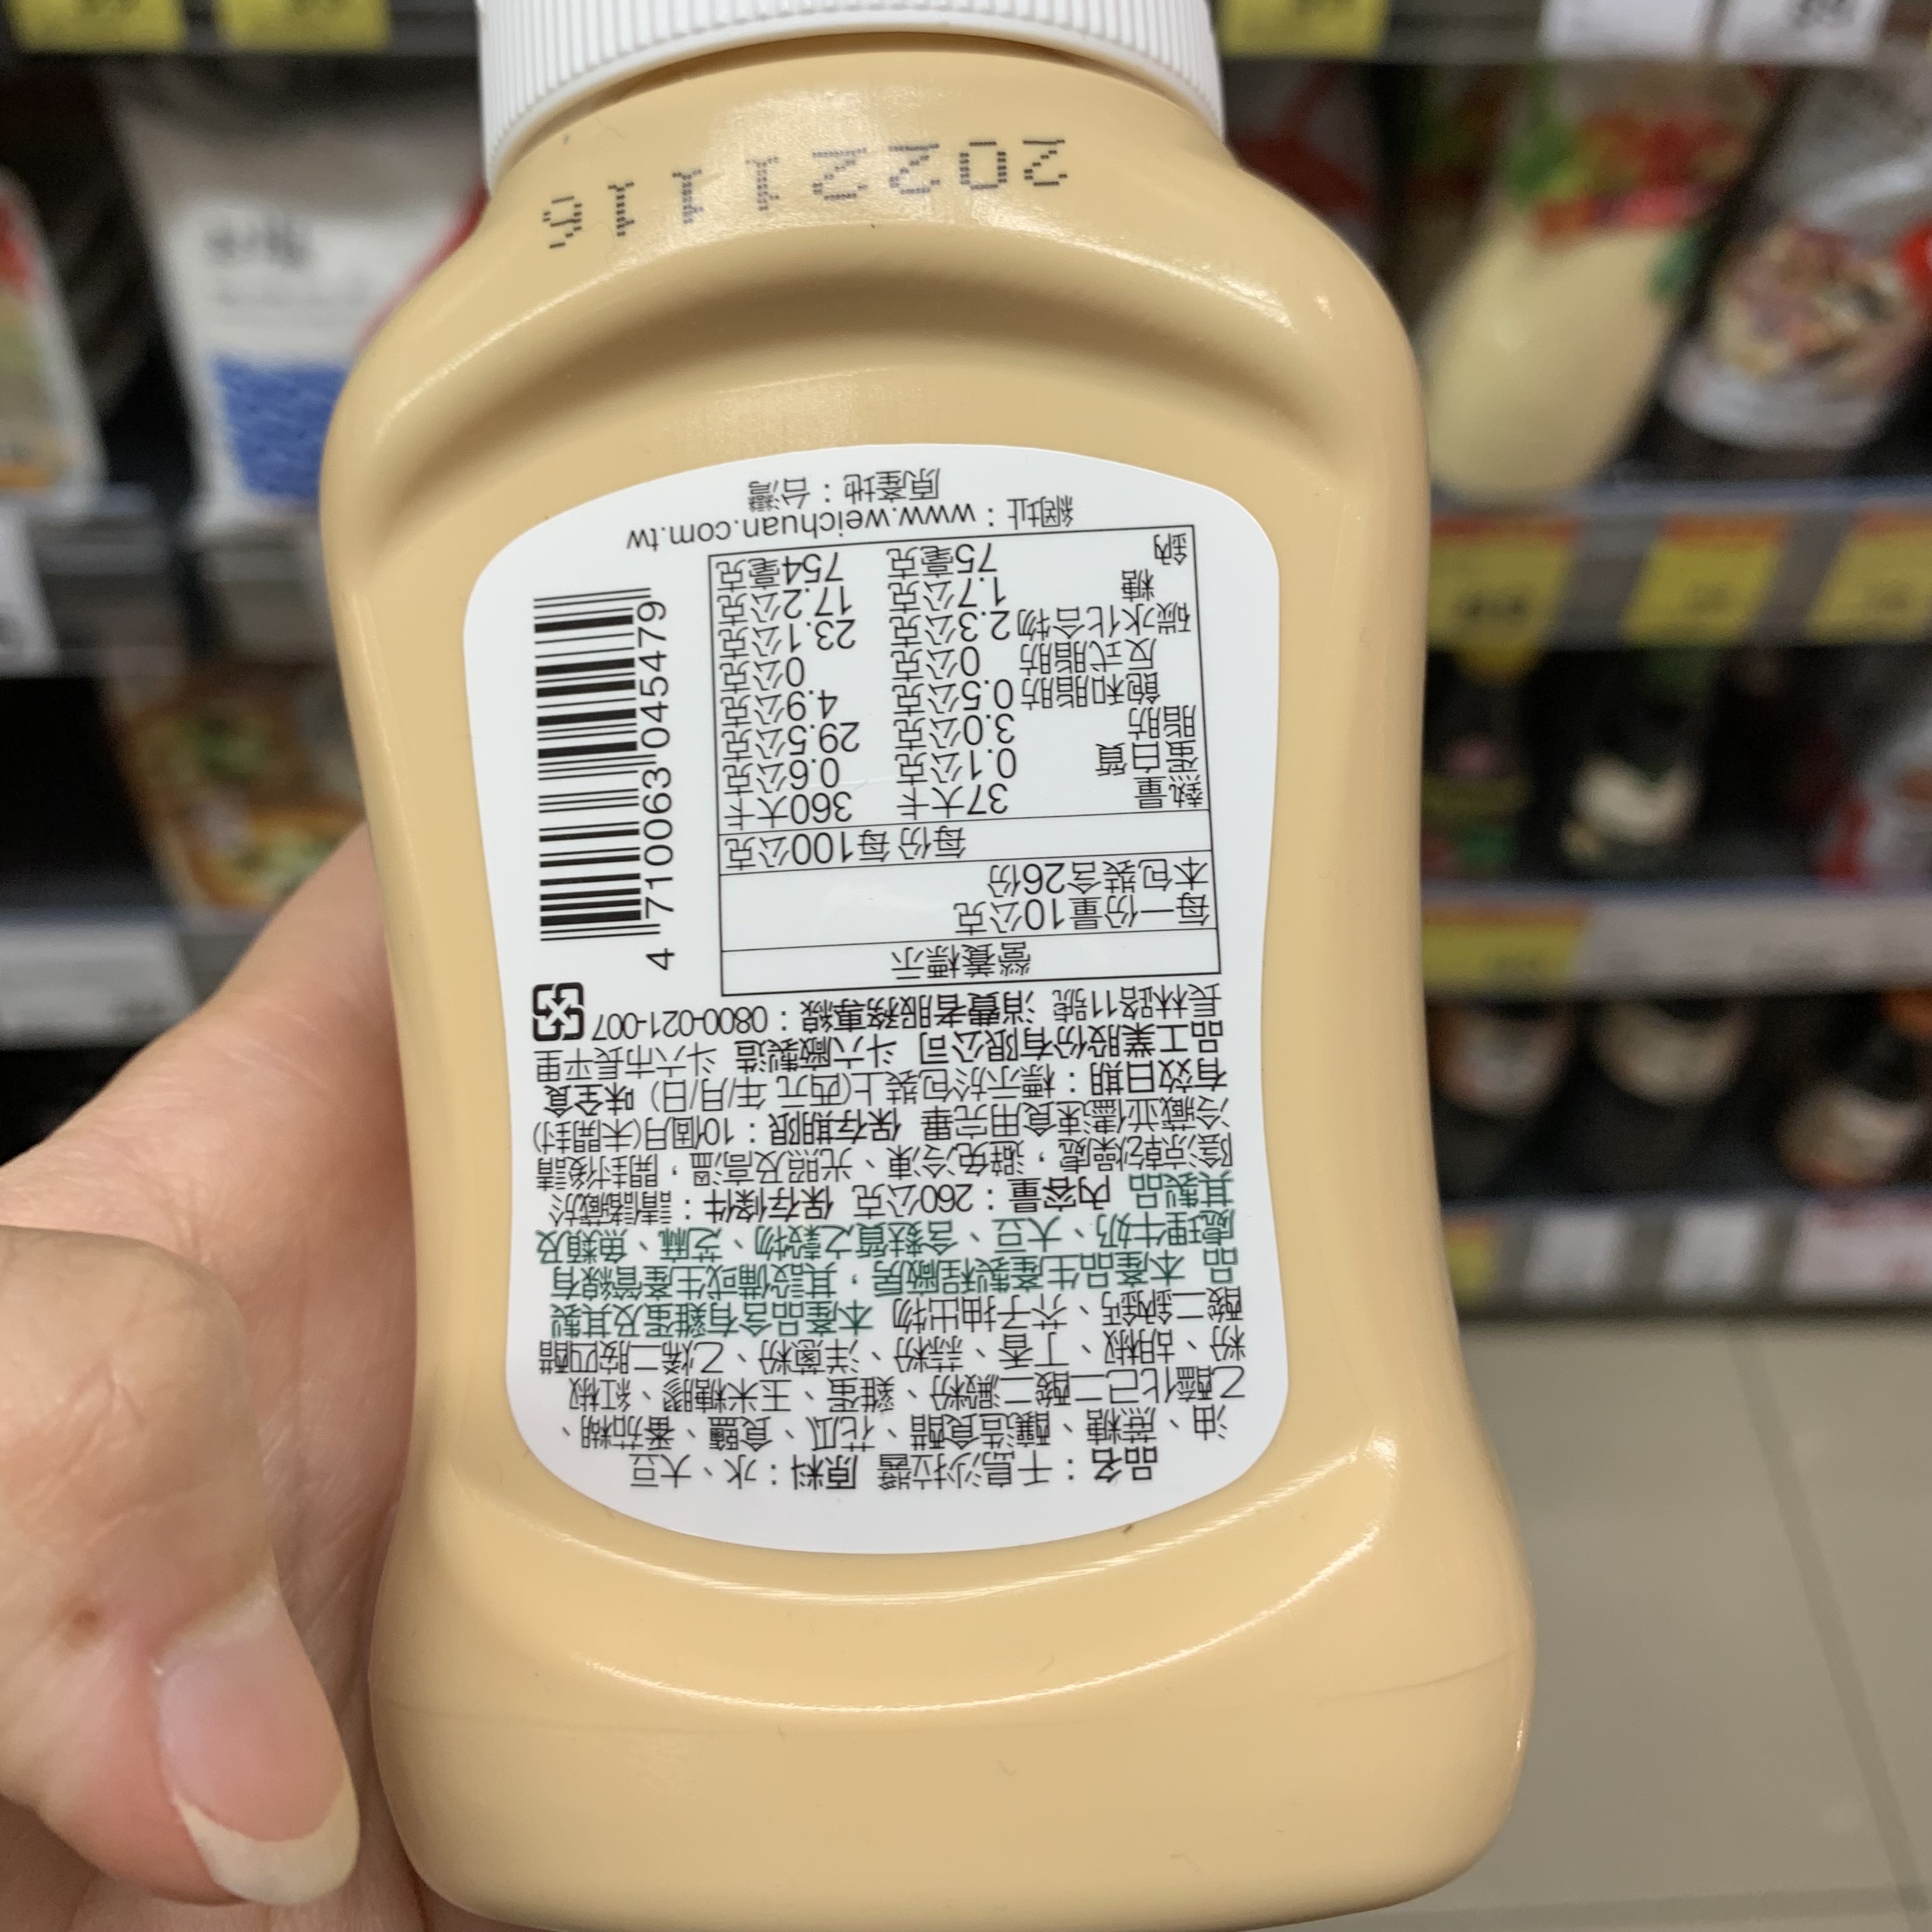 品名：千島沙拉醬 原料：水、大豆
油、蔗糖、釀造食醋、花瓜、食鹽、番茄糊、
乙醯化己二酸二澱粉、雞蛋、玉米糖膠、紅椒
粉、胡椒、丁香、蒜粉、洋蔥粉、乙烯二胺四醋
酸二鈉鈣、芥子抽出物 本產品含有雞蛋及其製
品 本產品生產製程廠房，其設備或生產管線有
處理牛奶、大豆、含麩質之穀物、芝麻、魚類及
其製品 內容量：260公克 保存條件：請儲藏於
陰涼乾燥處，避免冷凍、光照及高溫，開封後請
冷藏並儘速食用完畢 保存期限：10個月(未開封)
有效日期：標示於包裝上(西元 年/月/日) 味全食
品工業股份有限公司 斗六廠製造 斗六市長平里
長林路11號 消費者服務專線：0800-021-007
營養標示
每一份量10公克
本包裝含26份
每份 每100公克
熱量 37大卡 360大卡
蛋白質 0.1公克 0.6公克
脂肪 3.0公克 29.5公克
飽和脂肪 0.5公克 4.9公克
反式脂肪 0公克 0公克
碳水化合物 2.3公克 23.1公克
糖 1.7公克 17.2公克
鈉 75毫克 754毫克
網址：www.weichuan.com.tw
原產地：台灣
4 710063 045479
20221116